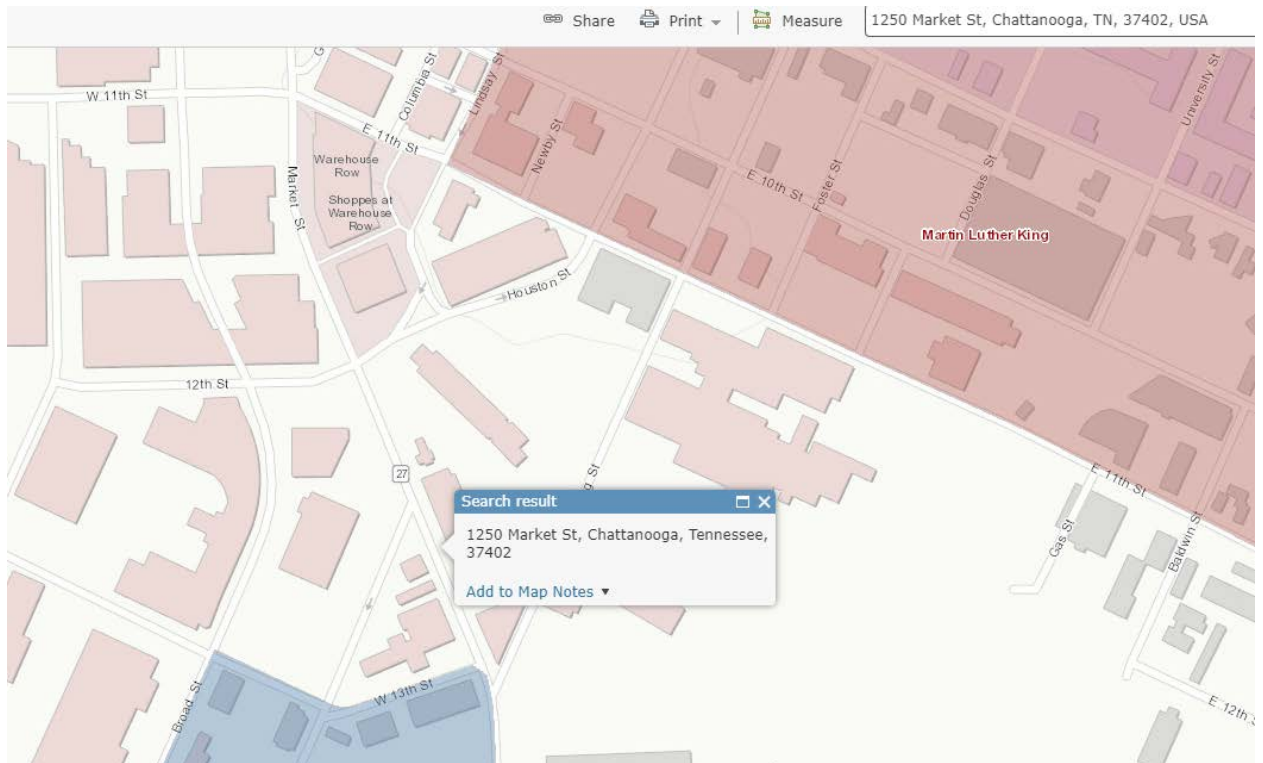 Share
Print
Measure
1250 Market St, Chattanooga, TN, 37402, USA
W 11th St
Columbia St
Lindsay St
University St
E 11th St
Newby St
Warehouse
Row
Shoppes at
Warehouse
Row
Market St
E 10th St
Foster St
Douglas St
Martin Luther King
Houston St
12th St
27
St
Search result
1250 Market St, Chattanooga, Tennessee,
37402
Add to Map Notes
E 11th St
Gas St
Baldwin St
Broad St
W 13th St
E 12th